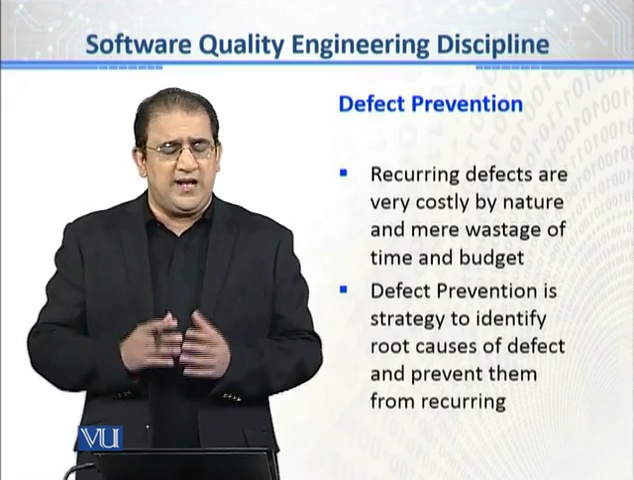 Software Quality Engineering Discipline
Defect Prevention
Recurring defects are
very costly by nature
and mere wastage of
time and budget
Defect Prevention is
strategy to identify
root causes of defect
and prevent them
from recurring
VU